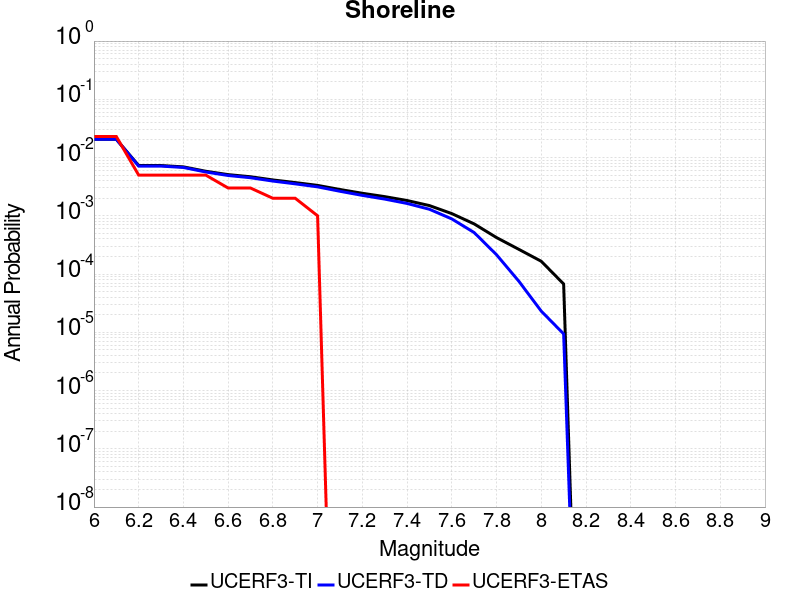 Shoreline
10^0
10^-1
10^-2
10^-3
10^-4
10^-5
10^-6
10^-7
10^-8
Annual Probability
6 6.2 6.4 6.6 6.8 7 7.2 7.4 7.6 7.8 8 8.2 8.4 8.6 8.8 9
Magnitude
UCERF3-TI UCERF3-TD UCERF3-ETAS